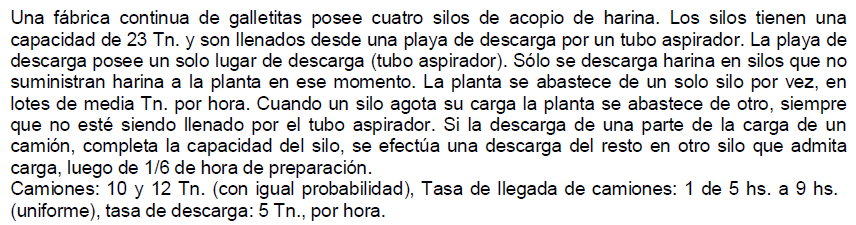 Una fábrica continua de galletitas posee cuatro silos de acopio de harina. Los silos tienen una
capacidad de 23 Tn. y son llenados desde una playa de descarga por un tubo aspirador. La playa de
descarga posee un solo lugar de descarga (tubo aspirador). Sólo se descarga harina en silos que no
suministran harina a la planta en ese momento. La planta se abastece de un solo silo por vez, en
lotes de media Tn. por hora. Cuando un silo agota su carga la planta se abastece de otro, siempre
que no esté siendo llenado por el tubo aspirador. Si la descarga de una parte de la carga de un
camión, completa la capacidad del silo, se efectúa una descarga del resto en otro silo que admita
carga, luego de 1/6 de hora de preparación.
Camiones: 10 y 12 Tn. (con igual probabilidad), Tasa de llegada de camiones: 1 de 5 hs. a 9 hs.
(uniforme), tasa de descarga: 5 Tn., por hora.